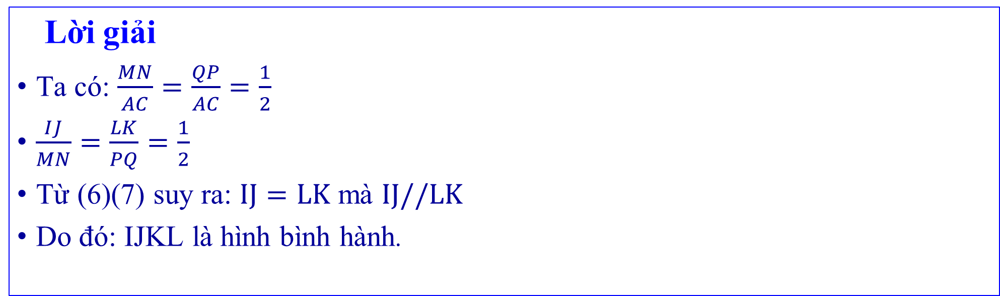 Lời giải
• Ta có: MN/AC = QP/AC = 1/2
• IJ/MN = LK/PQ = 1/2
• Từ (6)(7) suy ra: IJ = LK mà IJ//LK
• Do đó: IJKL là hình bình hành.